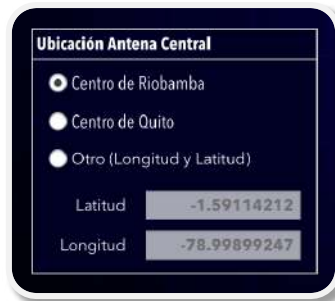 Ubicación Antena Central
Centro de Riobamba
Centro de Quito
Otro (Longitud y Latitud)
Latitud -1.59114212
Longitud -78.99899247